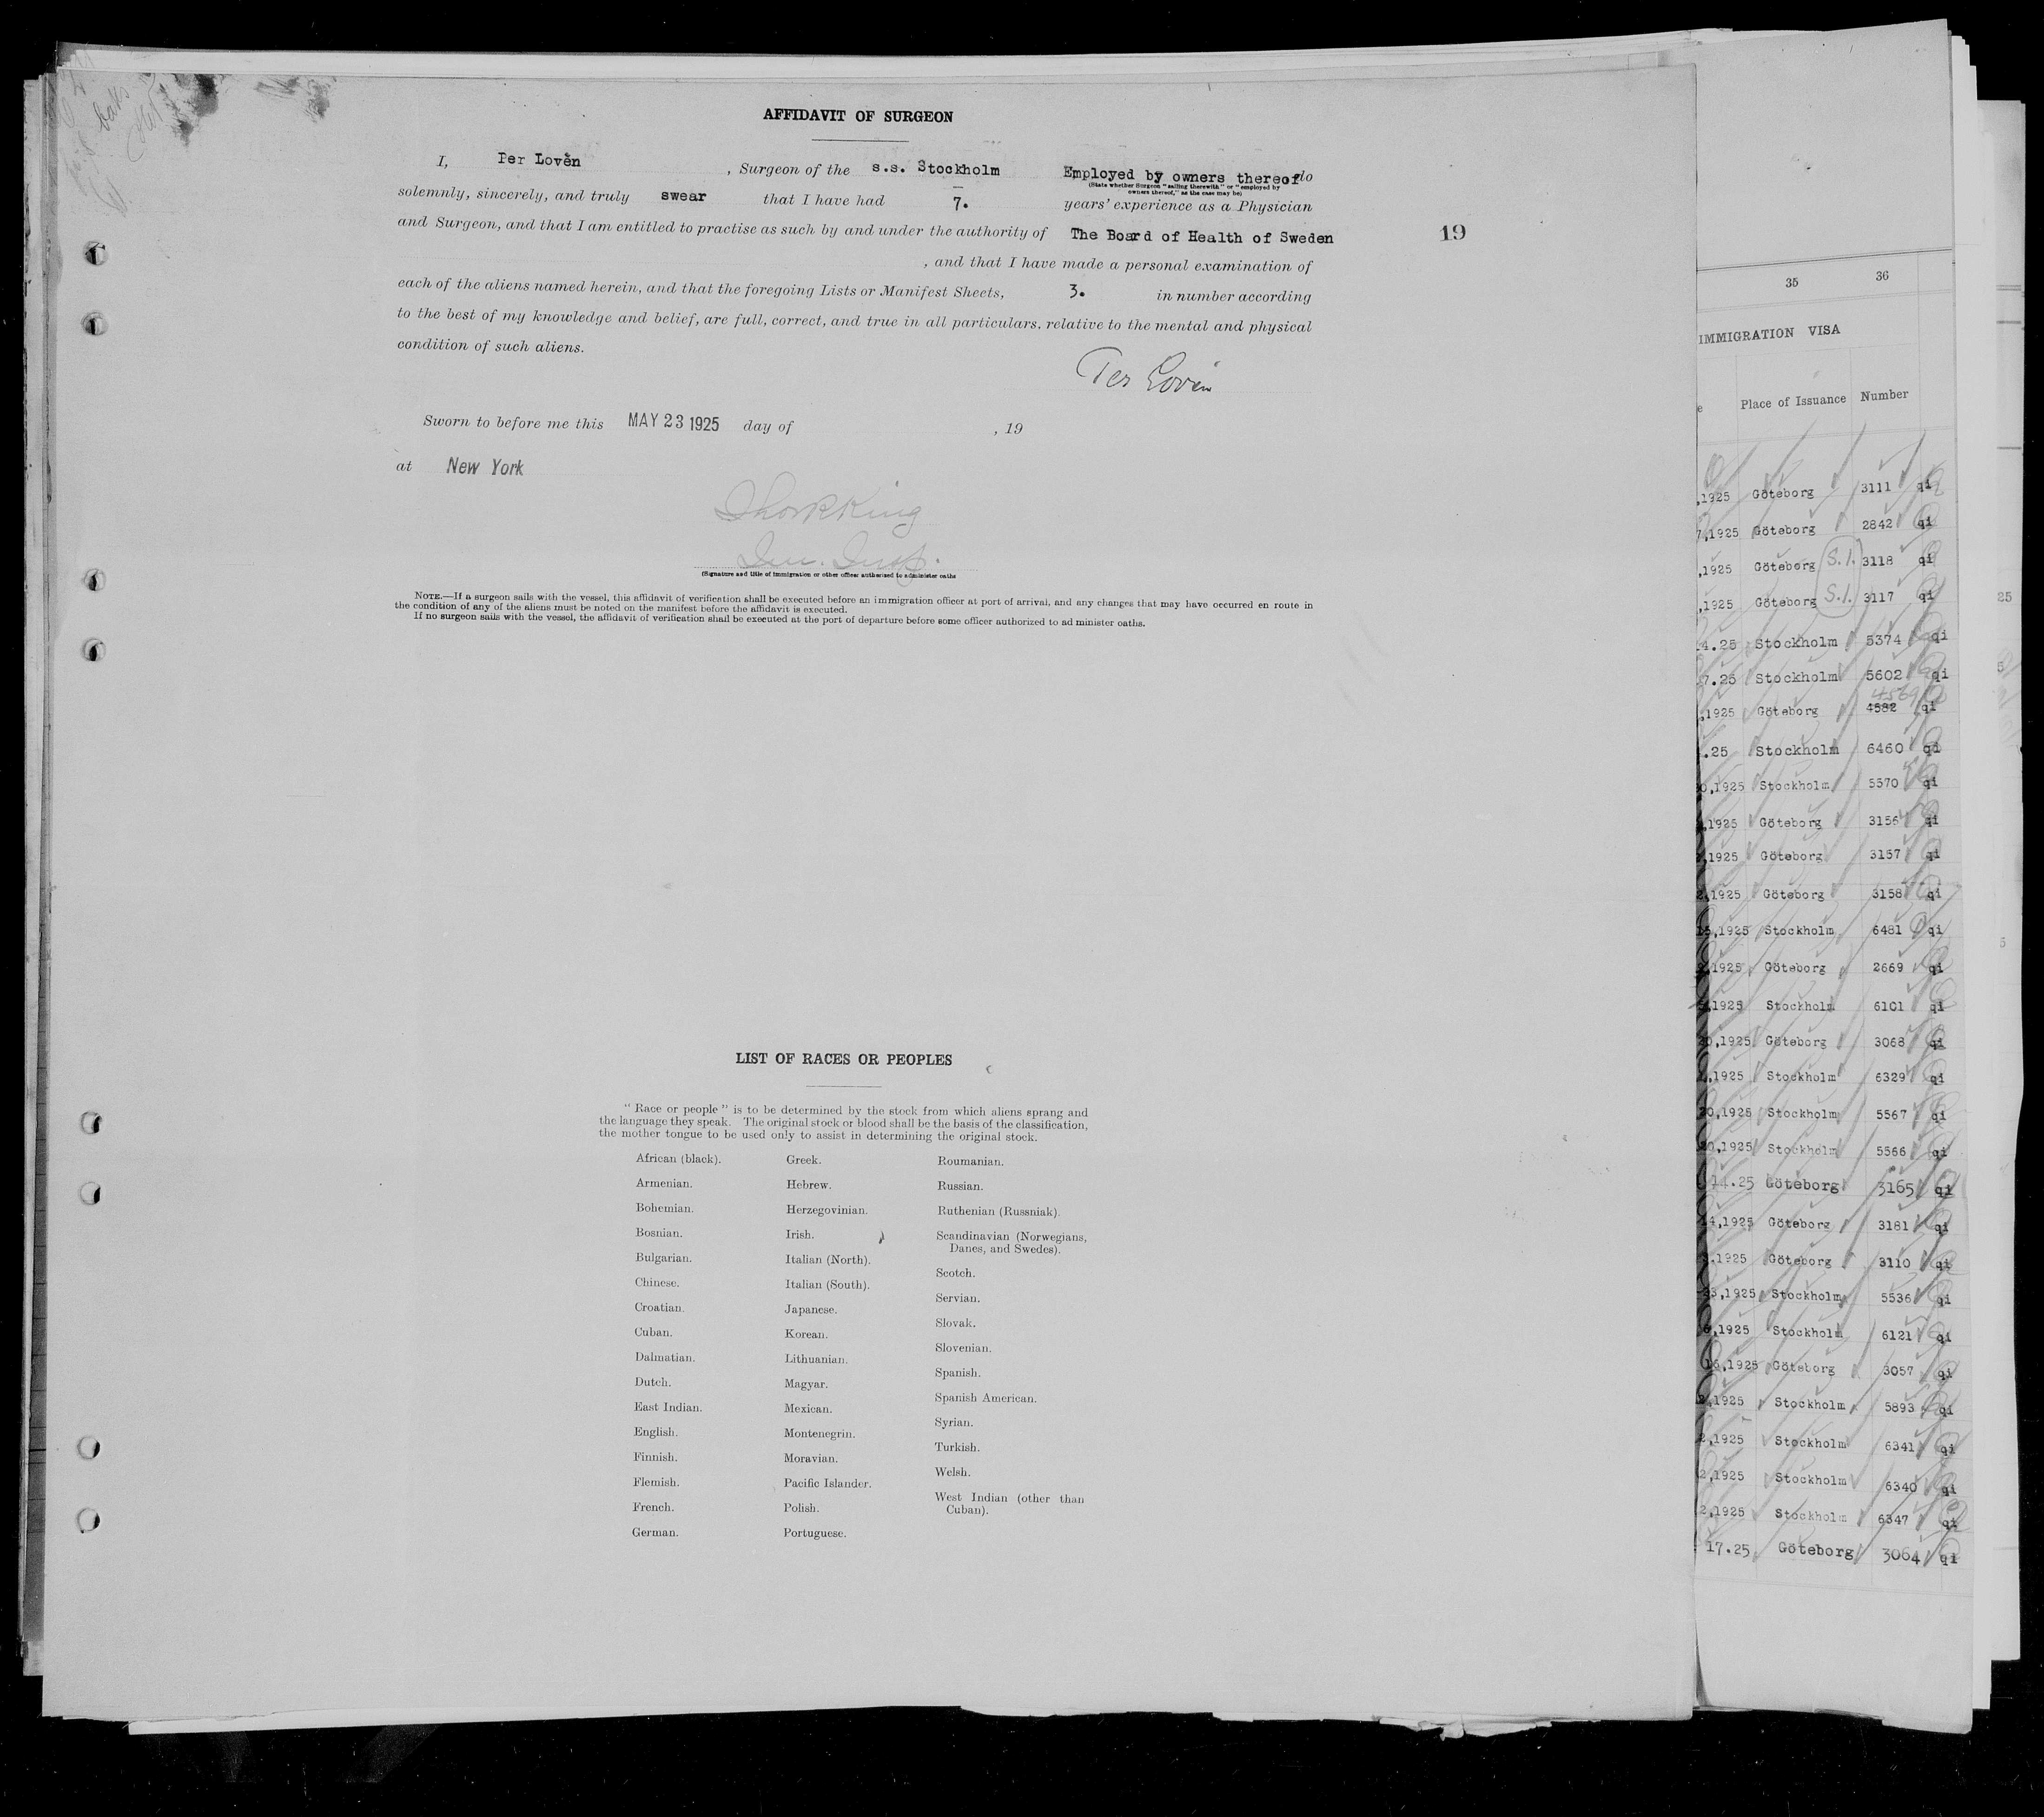 AFFIDAVIT OF SURGEON
I, Per Lovén, Surgeon of the s.s. Stockholm Employed by owners thereof do
(State whether Surgeon "sailing therewith" or "employed by
owners thereof," as the case may be)
solemnly, sincerely, and truly swear that I have had 7. years' experience as a Physician
and Surgeon, and that I am entitled to practise as such by and under the authority of The Board of Health of Sweden
19
, and that I have made a personal examination of
each of the aliens named herein, and that the foregoing Lists or Manifest Sheets, 3. in number according
to the best of my knowledge and belief, are full, correct, and true in all particulars, relative to the mental and physical
condition of such aliens.
Per Lovén
Sworn to before me this MAY 23 1925 day of , 19
at New York
(Signature and title of immigration or other officer authorized to administer oaths
NOTE.—If a surgeon sails with the vessel, this affidavit of verification shall be executed before an immigration officer at port of arrival, and any changes that may have occurred en route in
the condition of any of the aliens must be noted on the manifest before the affidavit is executed.
If no surgeon sails with the vessel, the affidavit of verification shall be executed at the port of departure before some officer authorized to ad minister oaths.
LIST OF RACES OR PEOPLES
"Race or people" is to be determined by the stock from which aliens sprang and
the language they speak. The original stock or blood shall be the basis of the classification,
the mother tongue to be used only to assist in determining the original stock.
African (black).
Armenian.
Bohemian.
Bosnian.
Bulgarian.
Chinese.
Croatian.
Cuban.
Dalmatian.
Dutch.
East Indian.
English.
Finnish.
Flemish.
French.
German.
Greek.
Hebrew.
Herzegovinian.
Irish.
Italian (North).
Italian (South).
Japanese.
Korean.
Lithuanian.
Magyar.
Mexican.
Montenegrin.
Moravian.
Pacific Islander.
Polish.
Portuguese.
Roumanian.
Russian.
Ruthenian (Russniak).
Scandinavian (Norwegians,
Danes, and Swedes).
Scotch.
Servian.
Slovak.
Slovenian.
Spanish.
Spanish American.
Syrian.
Turkish.
Welsh.
West Indian (other than
Cuban).
35 36
IMMIGRATION VISA
Place of Issuance Number
,1925 Göteborg 3111 qi
7,1925 Göteborg 2842 qi
,1925 Göteborg S.I. 3118 qi
,1925 Göteborg S.I. 3117 qi
4.25 Stockholm 5374 qi
7.25 Stockholm 5602 qi
,1925 Göteborg 4582 qi
.25 Stockholm 6460 qi
0,1925 Stockholm 5570 qi
,1925 Göteborg 3156 qi
,1925 Göteborg 3157 qi
2,1925 Göteborg 3158 qi
15,1925 Stockholm 6481 qi
,1925 Göteborg 2669 qi
,1925 Stockholm 6101 qi
20,1925 Göteborg 3068 qi
,1925 Stockholm 6329 qi
20,1925 Stockholm 5567 qi
20,1925 Stockholm 5566 qi
14.25 Göteborg 3165 qi
14,1925 Göteborg 3181 qi
,1925 Göteborg 3110 qi
23,1925 Stockholm 5536 qi
6,1925 Stockholm 6121 qi
16,1925 Göteborg 3057 qi
,1925 Stockholm 5893 qi
2,1925 Stockholm 6341 qi
2,1925 Stockholm 6340 qi
2,1925 Stockholm 6347 qi
17.25 Göteborg 3064 qi